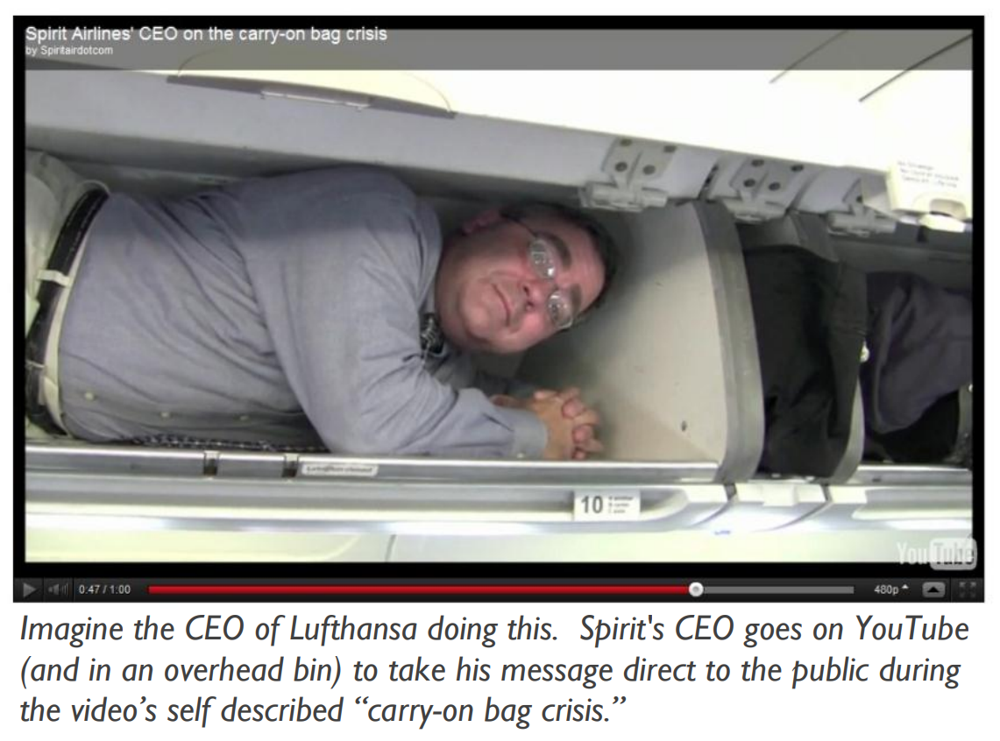 Spirit Airlines' CEO on the carry-on bag crisis
by Spiritairdotcom
10
YouTube
0:47 / 1:00
480p
Imagine the CEO of Lufthansa doing this. Spirit's CEO goes on YouTube
(and in an overhead bin) to take his message direct to the public during
the video’s self described “carry-on bag crisis.”